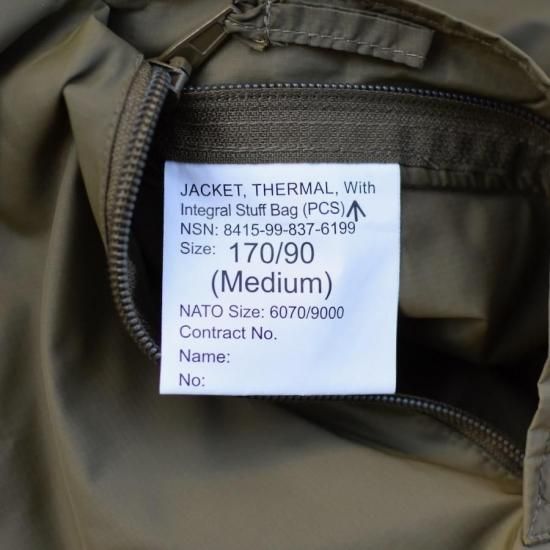 JACKET, THERMAL, With
Integral Stuff Bag (PCS)↑
NSN: 8415-99-837-6199
Size: 170/90
(Medium)
NATO Size: 6070/9000
Contract No.
Name:
No: